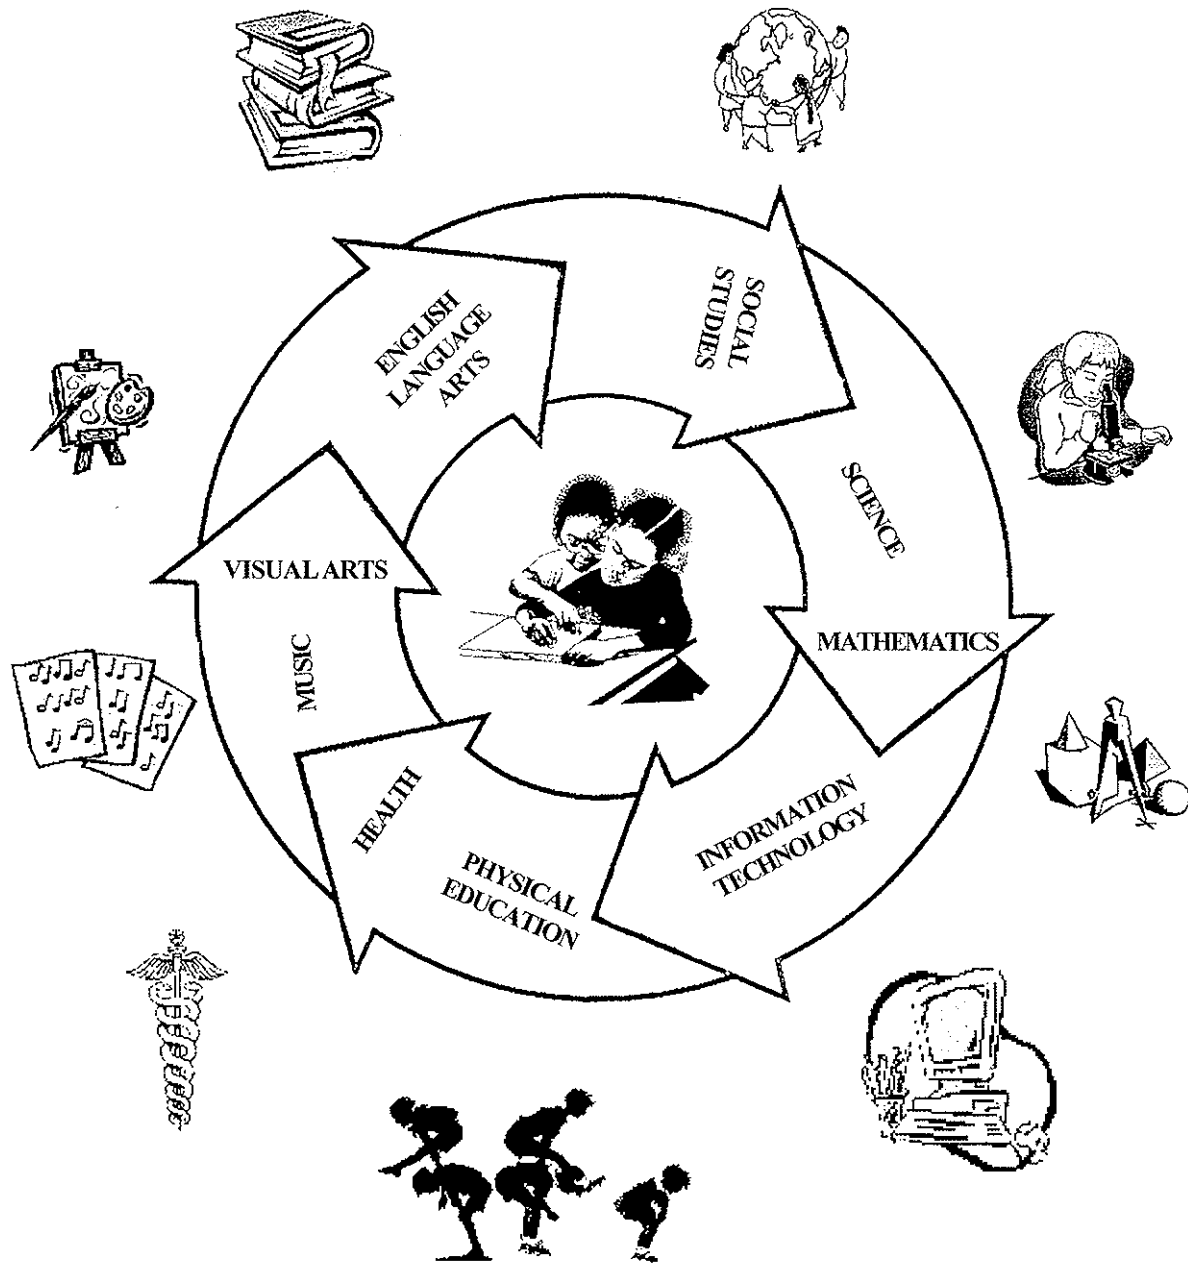 ENGLISH
LANGUAGE
ARTS
SOCIAL
STUDIES
SCIENCE
MATHEMATICS
INFORMATION
TECHNOLOGY
PHYSICAL
EDUCATION
HEALTH
MUSIC
VISUAL ARTS